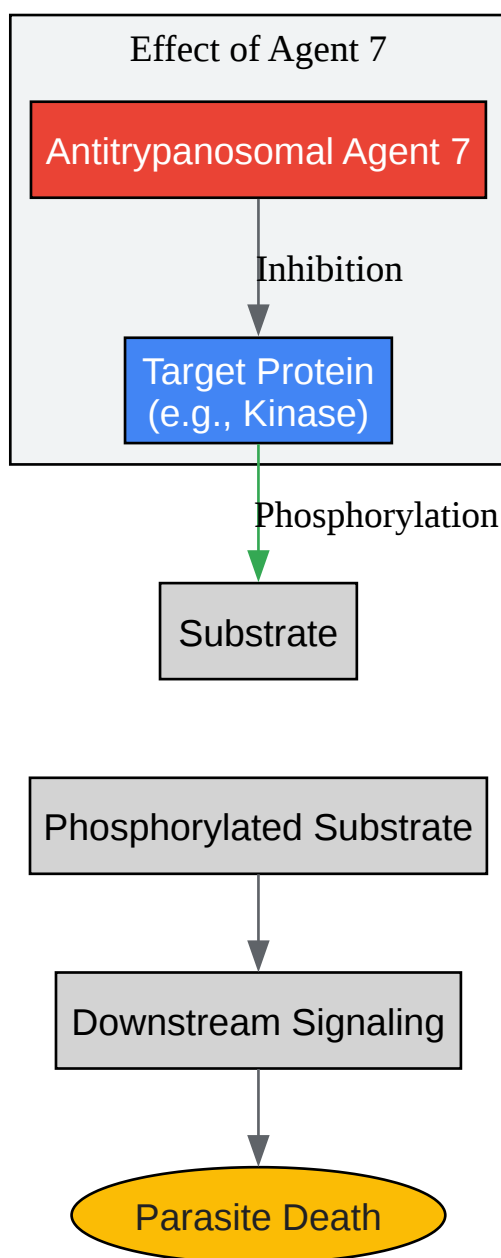 Effect of Agent 7
Antitrypanosomal Agent 7
Inhibition
Target Protein
(e.g., Kinase)
Phosphorylation
Substrate
Phosphorylated Substrate
Downstream Signaling
Parasite Death